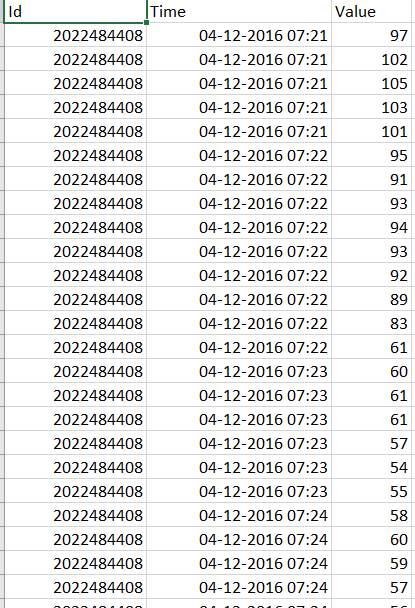 Id Time Value
2022484408 04-12-2016 07:21 97
2022484408 04-12-2016 07:21 102
2022484408 04-12-2016 07:21 105
2022484408 04-12-2016 07:21 103
2022484408 04-12-2016 07:21 101
2022484408 04-12-2016 07:22 95
2022484408 04-12-2016 07:22 91
2022484408 04-12-2016 07:22 93
2022484408 04-12-2016 07:22 94
2022484408 04-12-2016 07:22 93
2022484408 04-12-2016 07:22 92
2022484408 04-12-2016 07:22 89
2022484408 04-12-2016 07:22 83
2022484408 04-12-2016 07:22 61
2022484408 04-12-2016 07:23 60
2022484408 04-12-2016 07:23 61
2022484408 04-12-2016 07:23 61
2022484408 04-12-2016 07:23 57
2022484408 04-12-2016 07:23 54
2022484408 04-12-2016 07:23 55
2022484408 04-12-2016 07:24 58
2022484408 04-12-2016 07:24 60
2022484408 04-12-2016 07:24 59
2022484408 04-12-2016 07:24 57